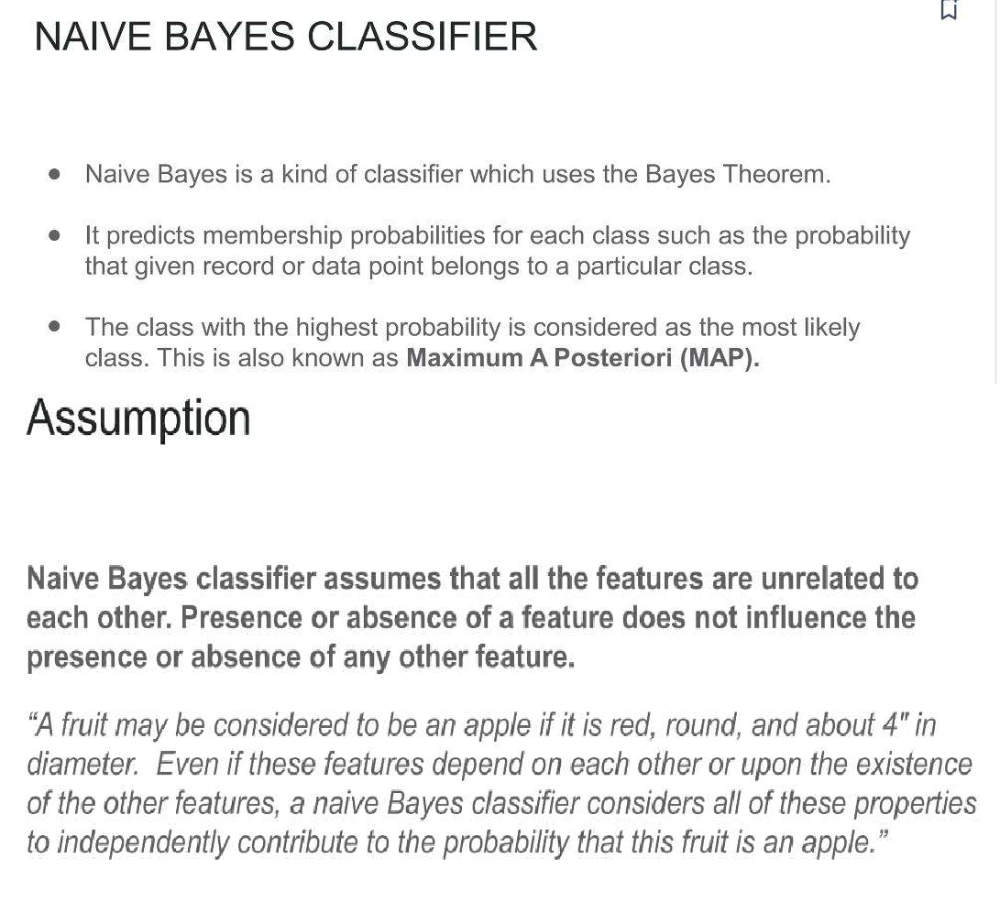 NAIVE BAYES CLASSIFIER
● Naive Bayes is a kind of classifier which uses the Bayes Theorem.
● It predicts membership probabilities for each class such as the probability
that given record or data point belongs to a particular class.
● The class with the highest probability is considered as the most likely
class. This is also known as Maximum A Posteriori (MAP).
Assumption
Naive Bayes classifier assumes that all the features are unrelated to
each other. Presence or absence of a feature does not influence the
presence or absence of any other feature.
“A fruit may be considered to be an apple if it is red, round, and about 4" in
diameter.  Even if these features depend on each other or upon the existence
of the other features, a naive Bayes classifier considers all of these properties
to independently contribute to the probability that this fruit is an apple.”